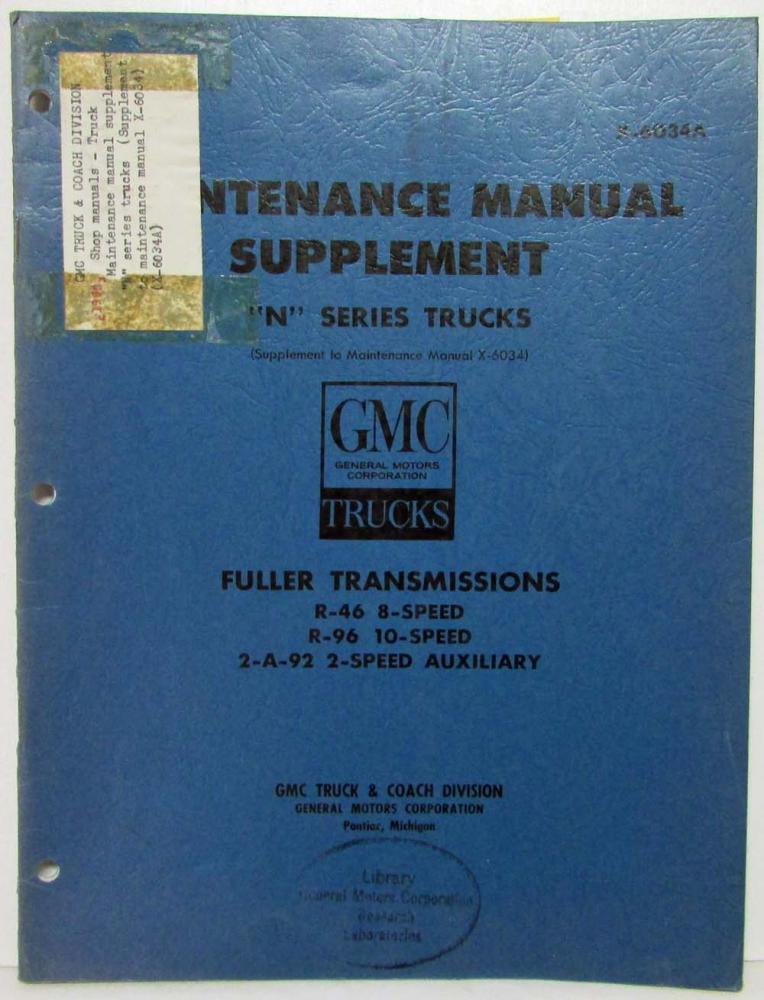 X-6034A
GMC TRUCK & COACH DIVISION
Shop manuals - Truck
Maintenance manual supplement
"N" series trucks (Supplement
to maintenance manual X-6034)
(X-6034A)
NTENANCE MANUAL
SUPPLEMENT
"N" SERIES TRUCKS
(Supplement to Maintenance Manual X-6034)
GMC
GENERAL MOTORS
CORPORATION
TRUCKS
FULLER TRANSMISSIONS
R-46 8-SPEED
R-96 10-SPEED
2-A-92 2-SPEED AUXILIARY
GMC TRUCK & COACH DIVISION
GENERAL MOTORS CORPORATION
Pontiac, Michigan
Library
General Motors Corporation
Research
Laboratories